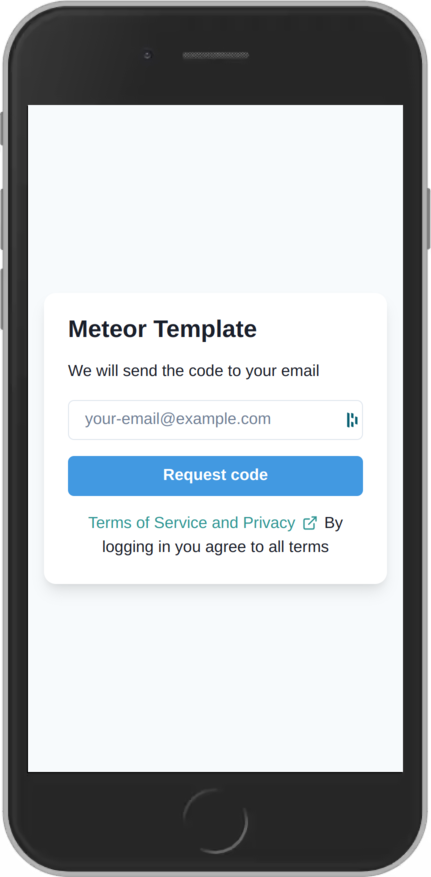 Meteor Template
We will send the code to your email
your-email@example.com
Request code
Terms of Service and Privacy By
logging in you agree to all terms